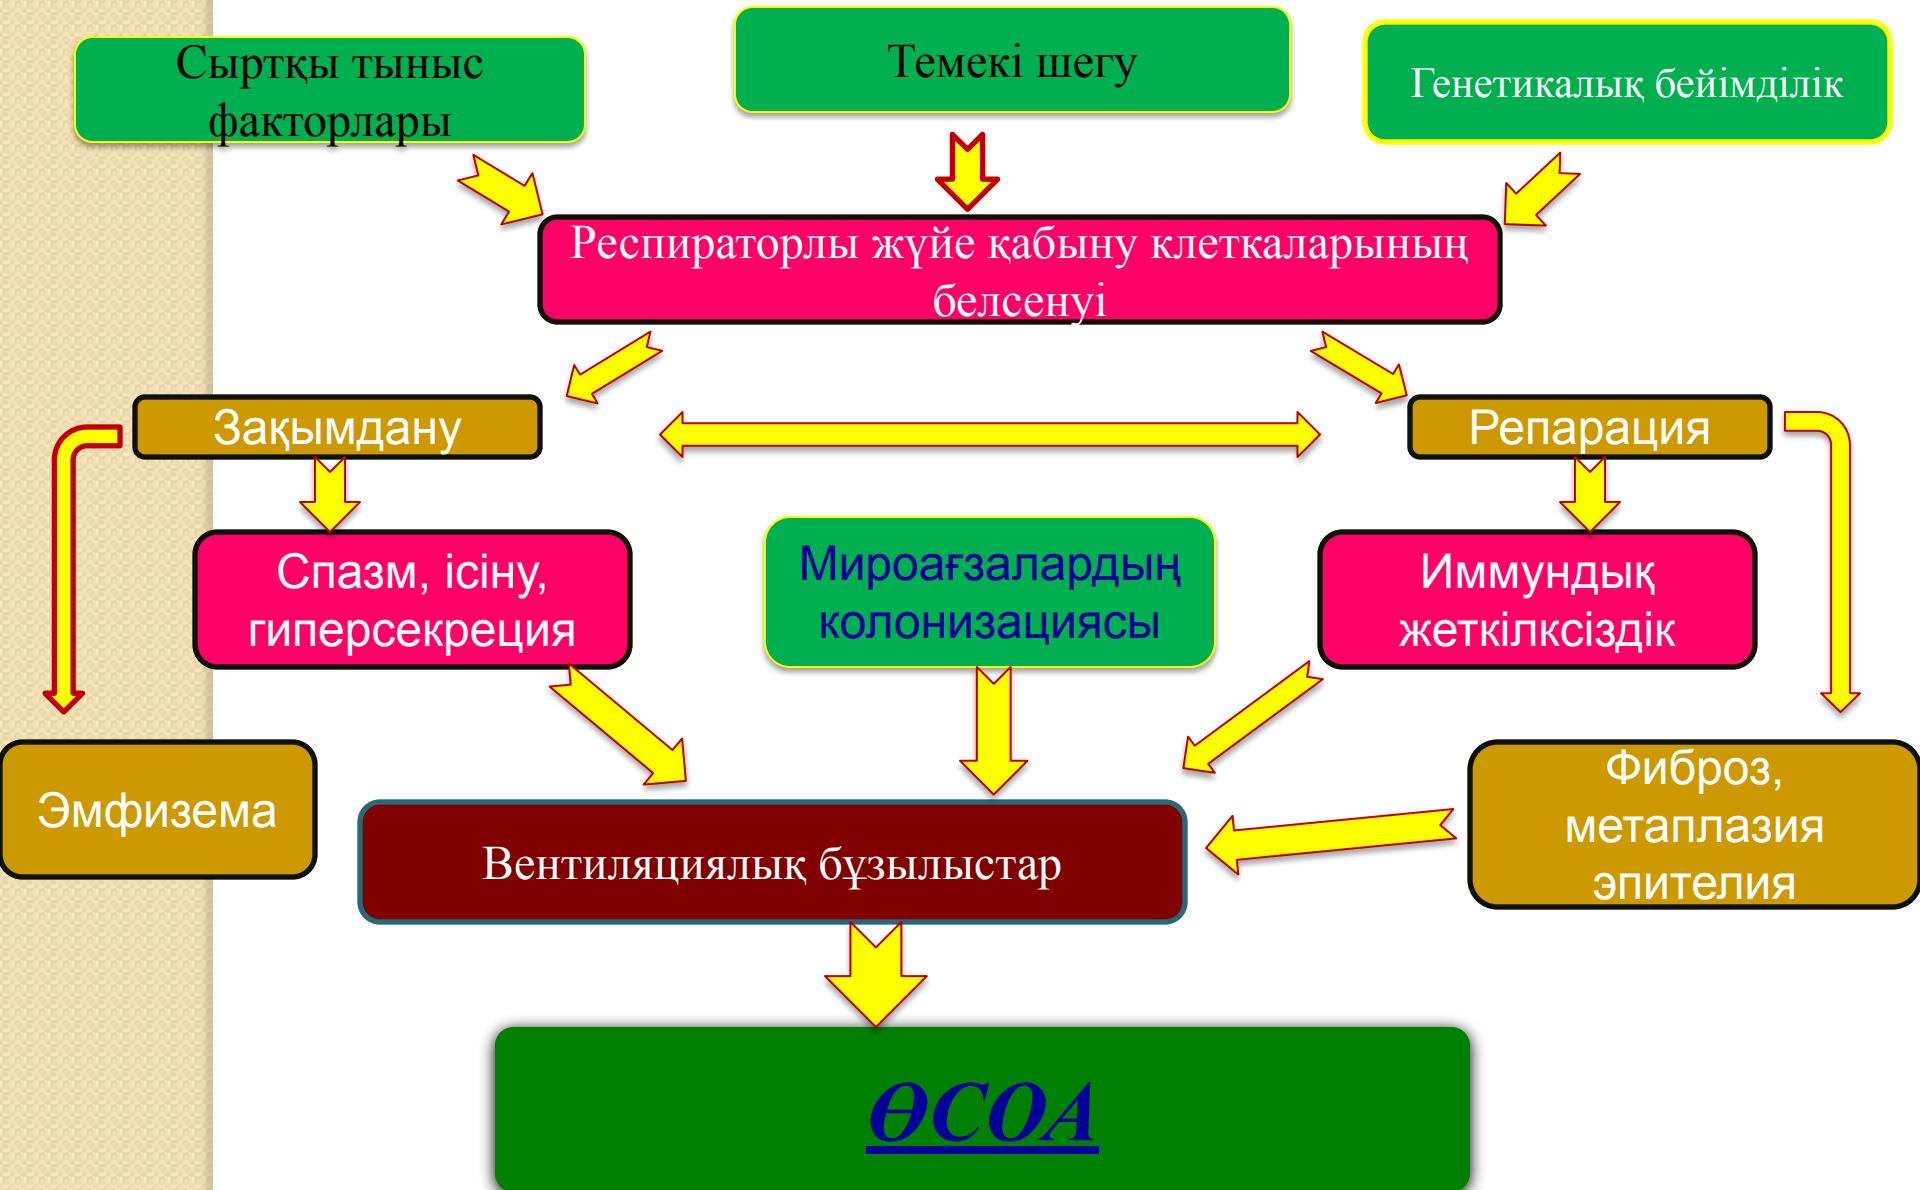 Сыртқы тыныс
факторлары
Темекі шегу
Генетикалық бейімділік
Респираторлы жүйе қабыну клеткаларының
белсенуі
Зақымдану
Репарация
Спазм, ісіну,
гиперсекреция
Мироағзалардың
колонизациясы
Иммундық
жеткілксіздік
Эмфизема
Вентиляциялық бұзылыстар
Фиброз,
метаплазия
эпителия
ӨСОА